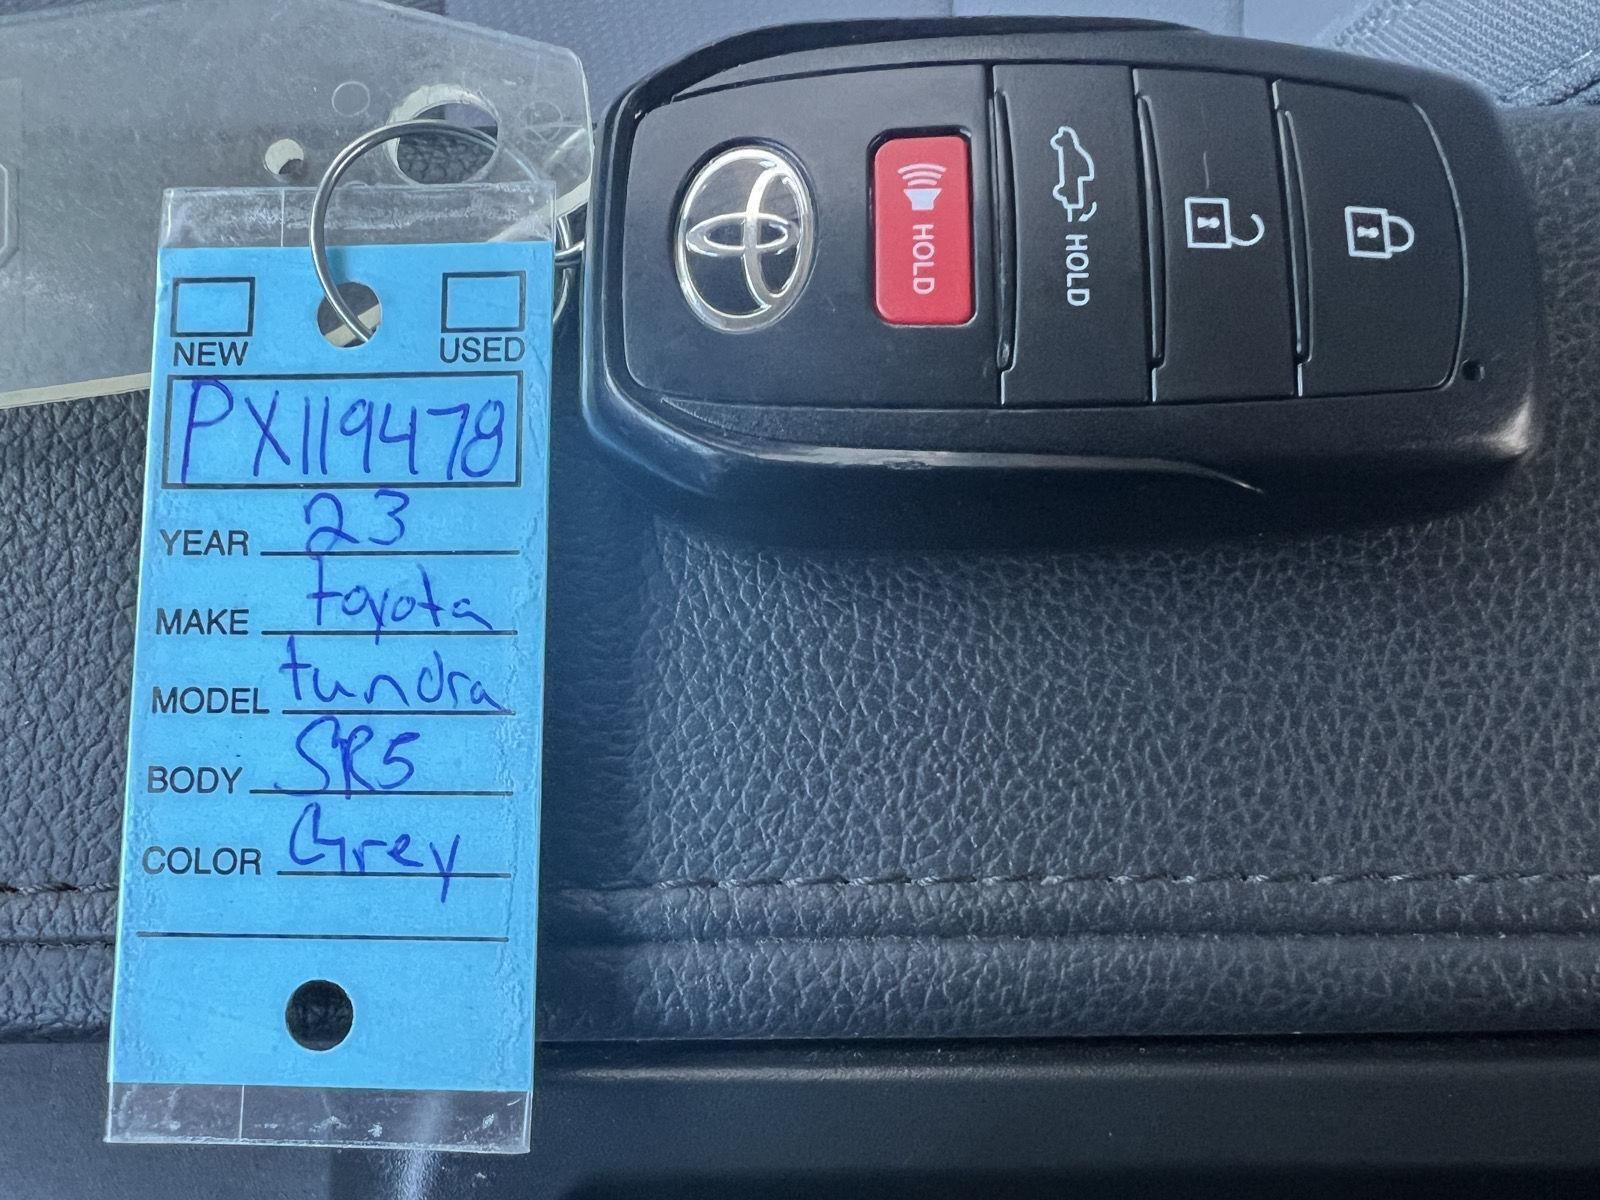 NEW USED
PX119478
YEAR 23
MAKE toyota
MODEL tundra
BODY SR5
COLOR Grey
HOLD
HOLD